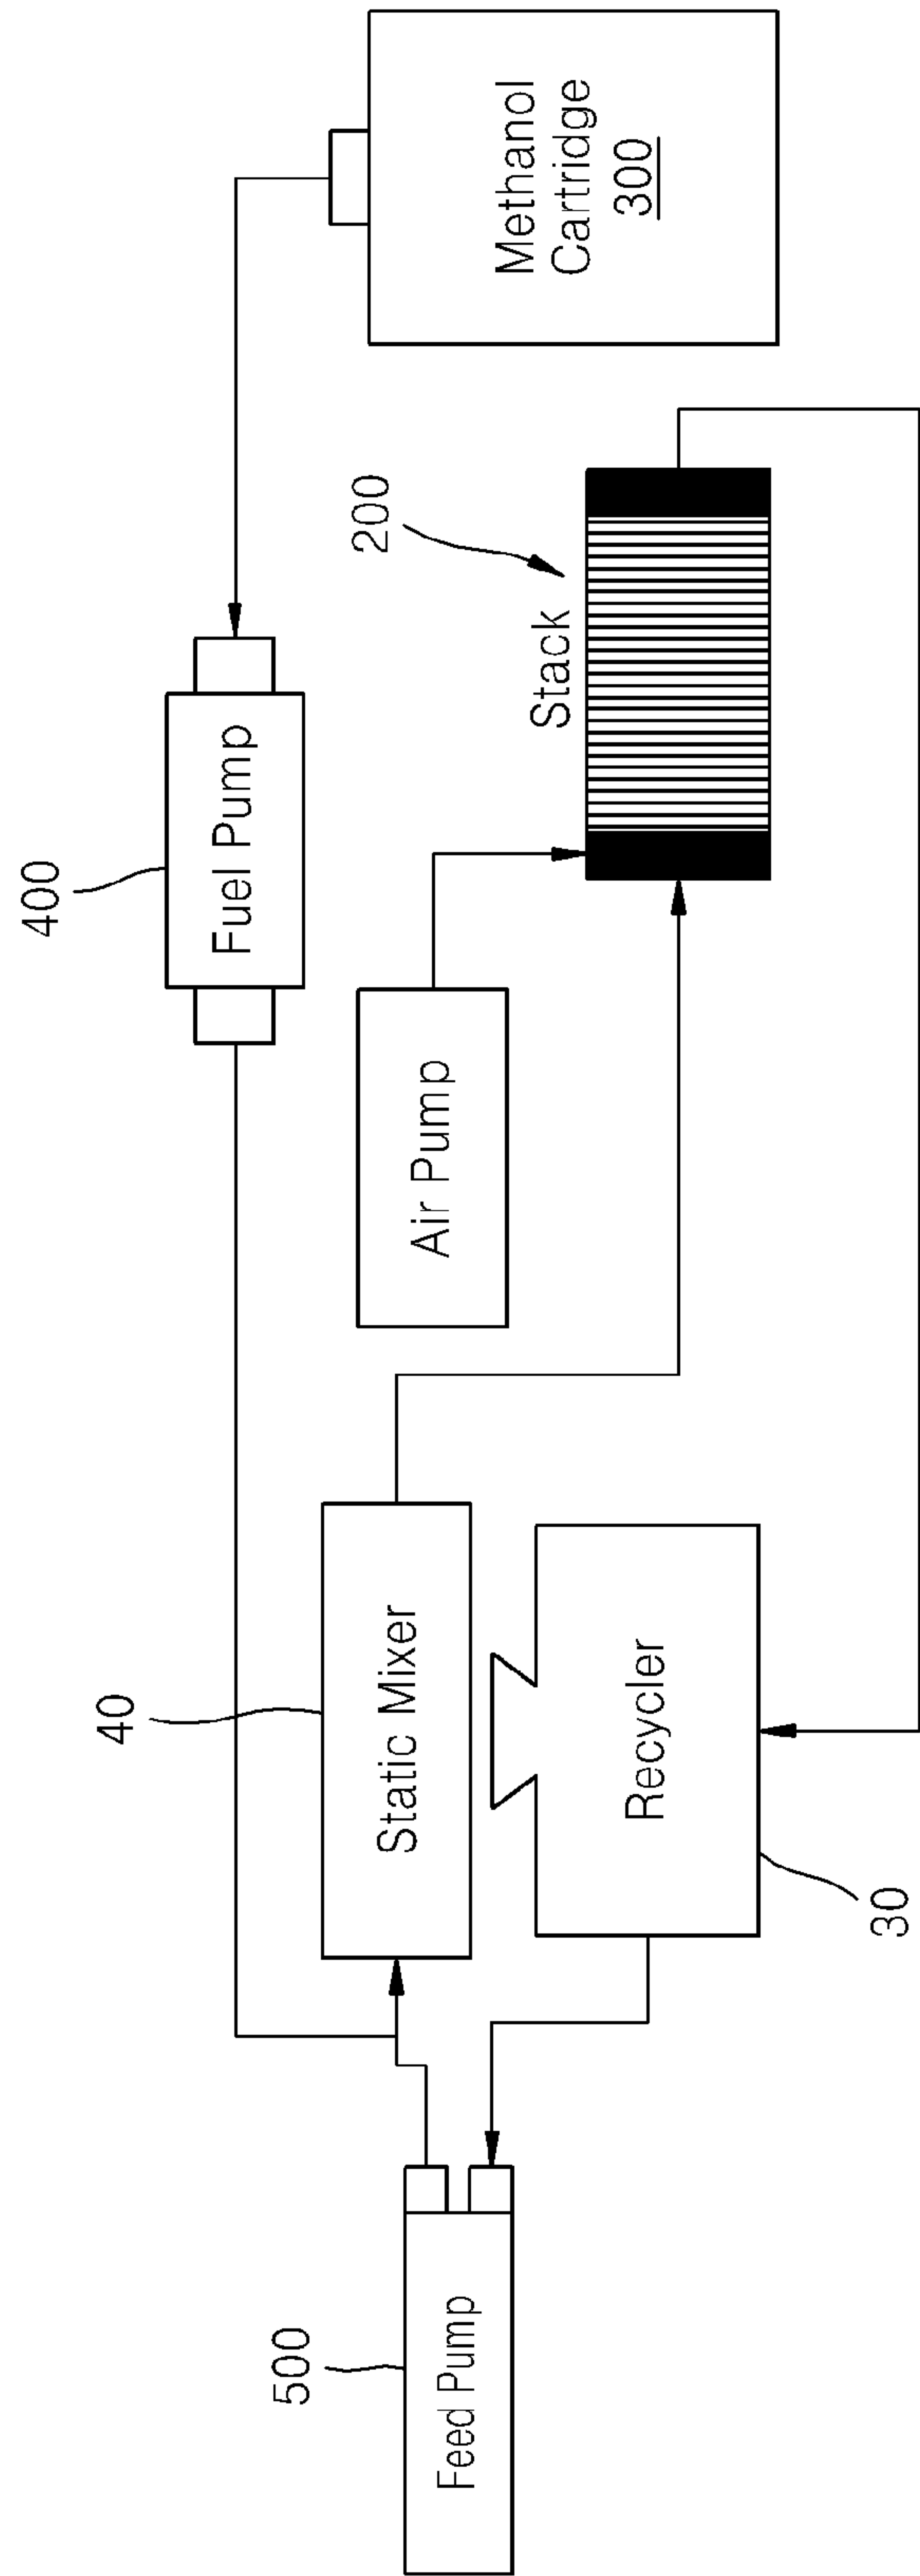 400
Fuel Pump
Methanol
Cartridge
300
Air Pump
200
Stack
40
Static Mixer
500
Feed Pump
Recycler
30